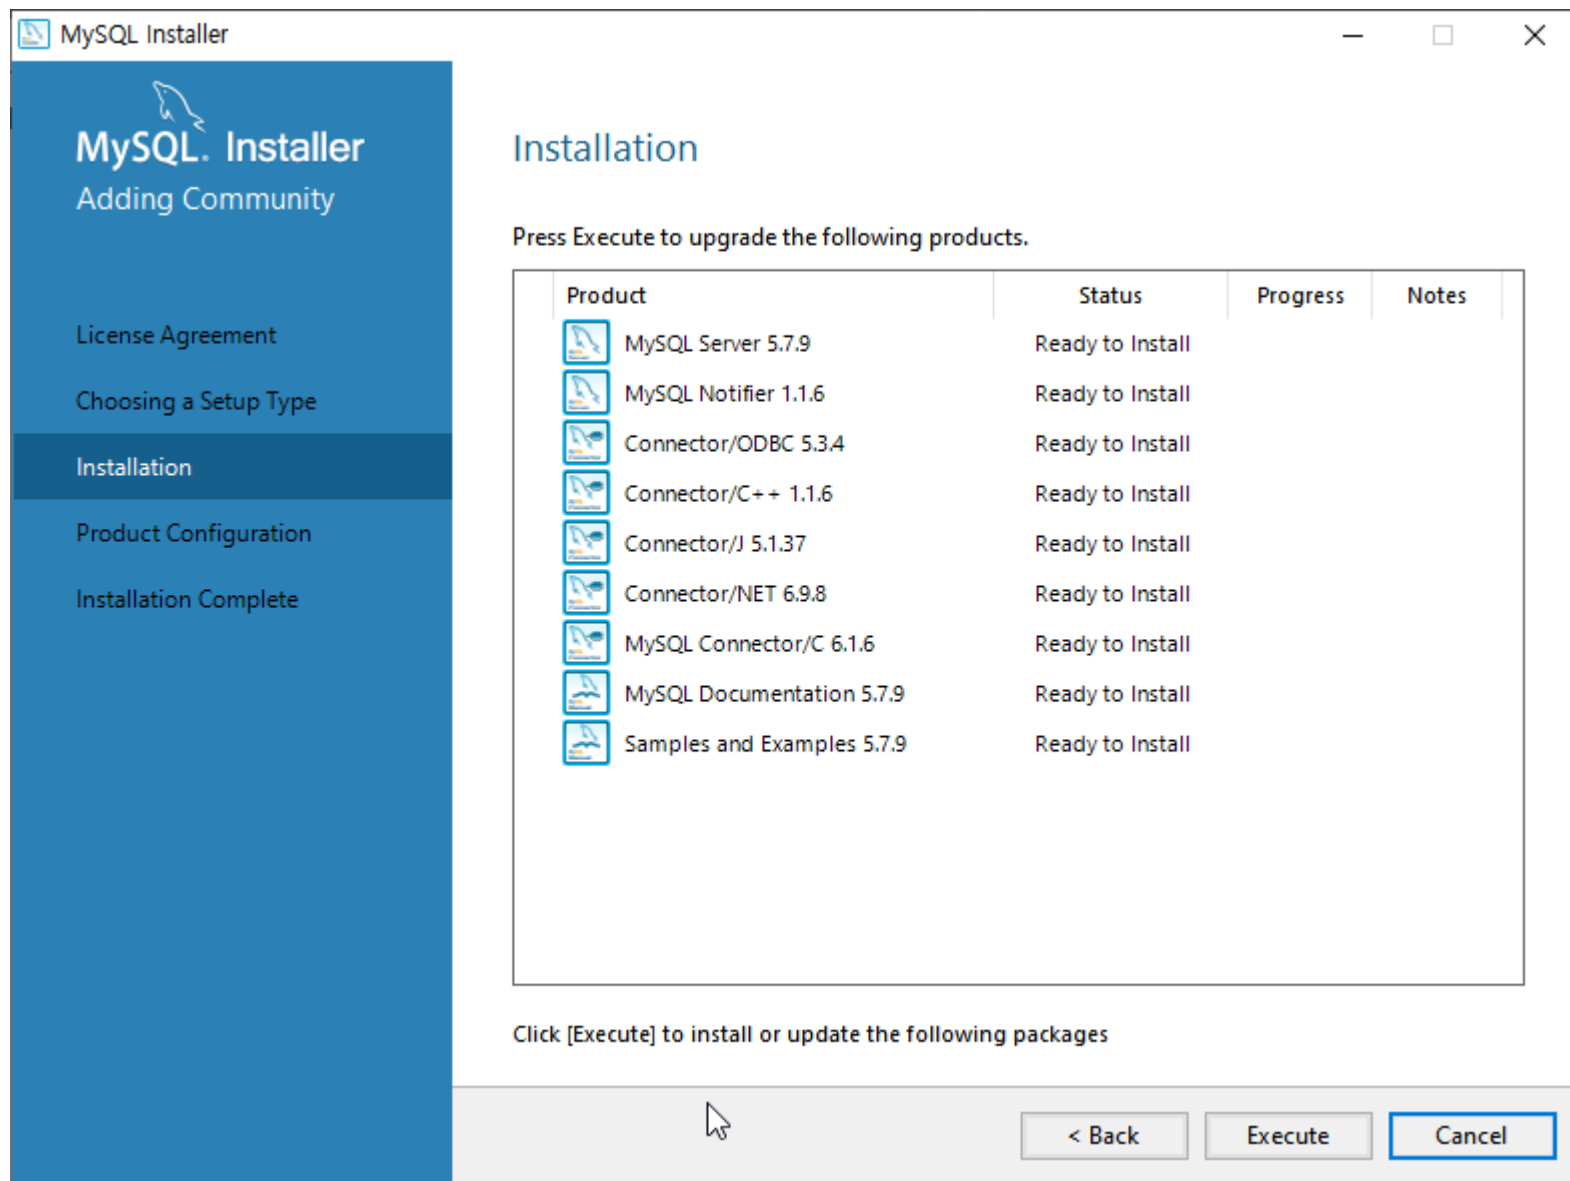 MySQL Installer
MySQL. Installer
Adding Community
License Agreement
Choosing a Setup Type
Installation
Product Configuration
Installation Complete
Installation
Press Execute to upgrade the following products.
Product Status Progress Notes
MySQL Server 5.7.9 Ready to Install
MySQL Notifier 1.1.6 Ready to Install
Connector/ODBC 5.3.4 Ready to Install
Connector/C++ 1.1.6 Ready to Install
Connector/J 5.1.37 Ready to Install
Connector/NET 6.9.8 Ready to Install
MySQL Connector/C 6.1.6 Ready to Install
MySQL Documentation 5.7.9 Ready to Install
Samples and Examples 5.7.9 Ready to Install
Click [Execute] to install or update the following packages
< Back Execute Cancel